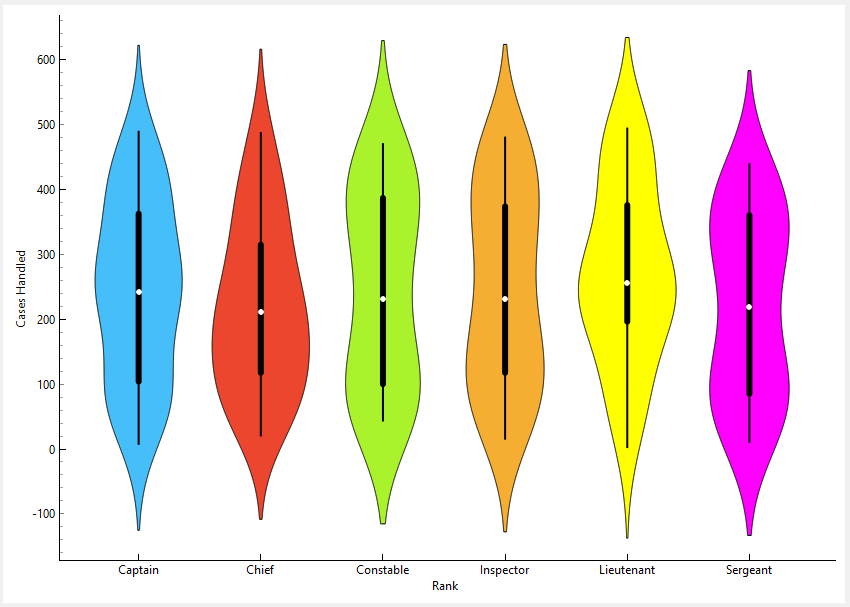 Cases Handled
600
500
400
300
200
100
0
-100
Captain
Chief
Constable
Inspector
Lieutenant
Sergeant
Rank